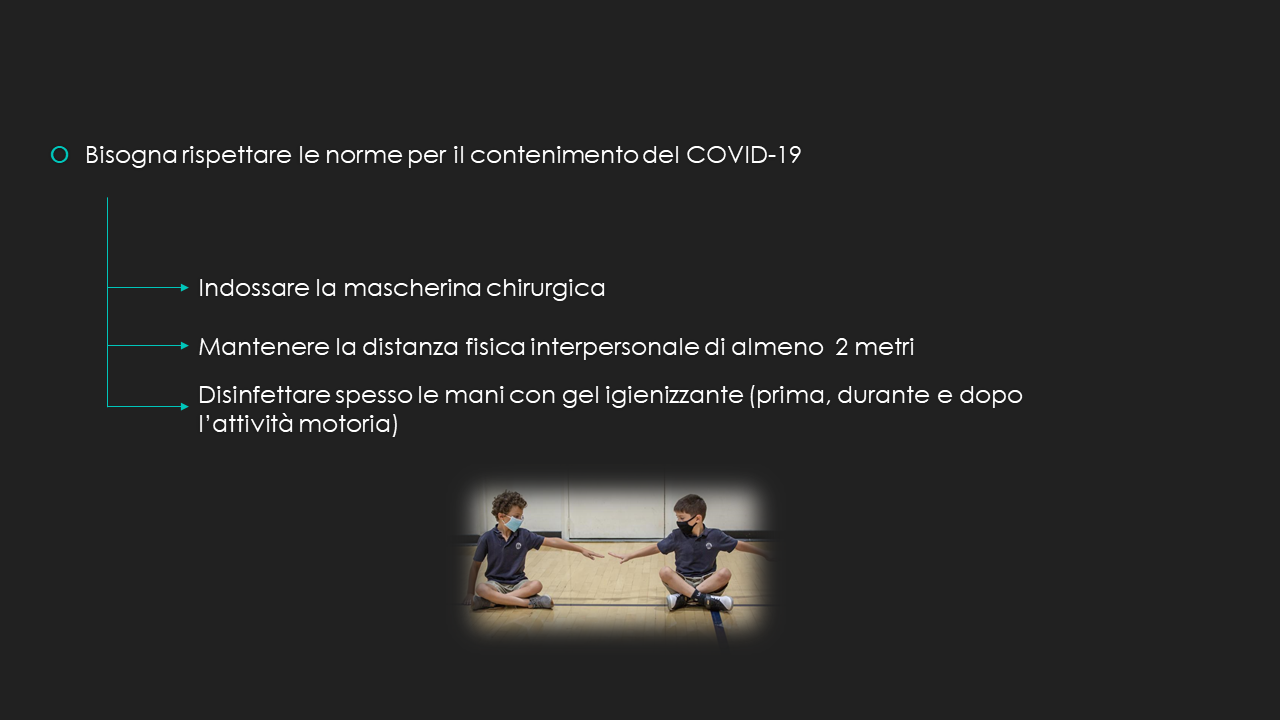 Bisogna rispettare le norme per il contenimento del COVID-19
Indossare la mascherina chirurgica
Mantenere la distanza fisica interpersonale di almeno 2 metri
Disinfettare spesso le mani con gel igienizzante (prima, durante e dopo
l’attività motoria)